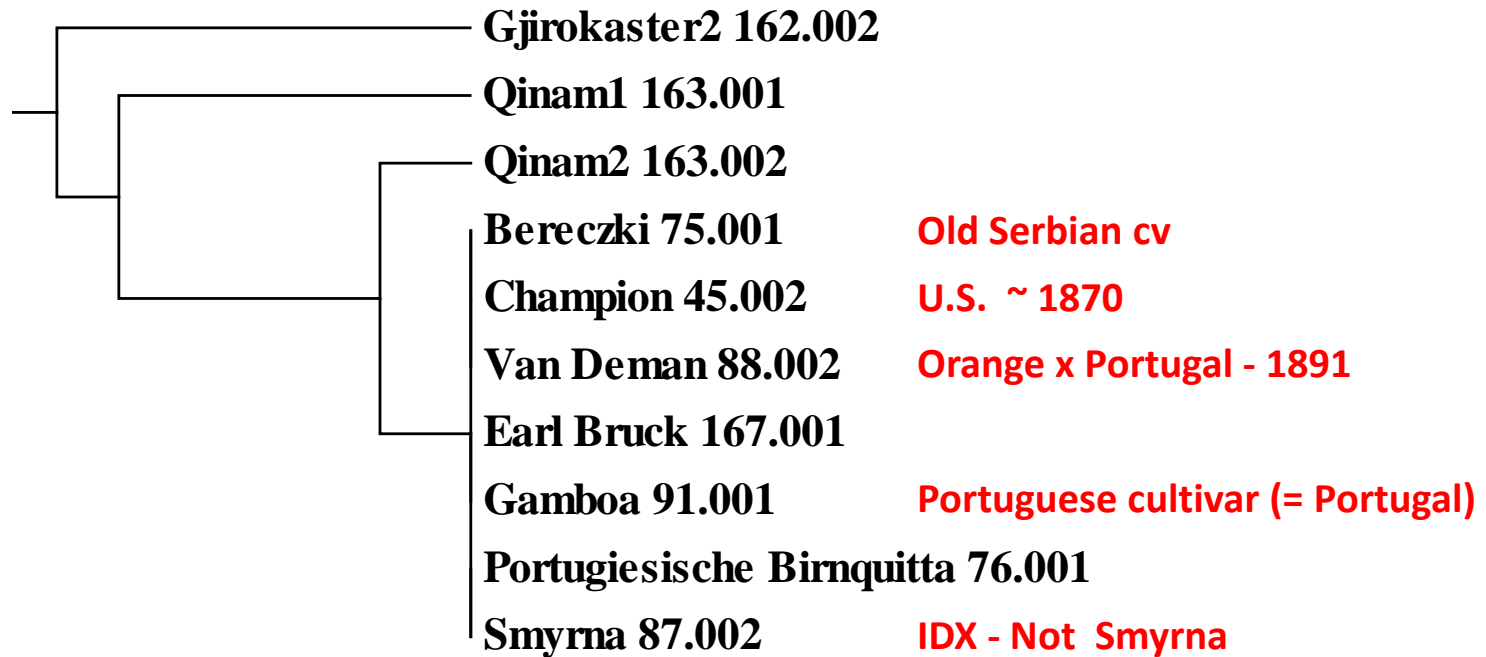 Gjirokaster2 162.002
Qinam1 163.001
Qinam2 163.002
Bereczki 75.001 Old Serbian cv
Champion 45.002 U.S. ~ 1870
Van Deman 88.002 Orange x Portugal - 1891
Earl Bruck 167.001
Gamboa 91.001 Portuguese cultivar (= Portugal)
Portugiesische Birnquitta 76.001
Smyrna 87.002 IDX - Not Smyrna